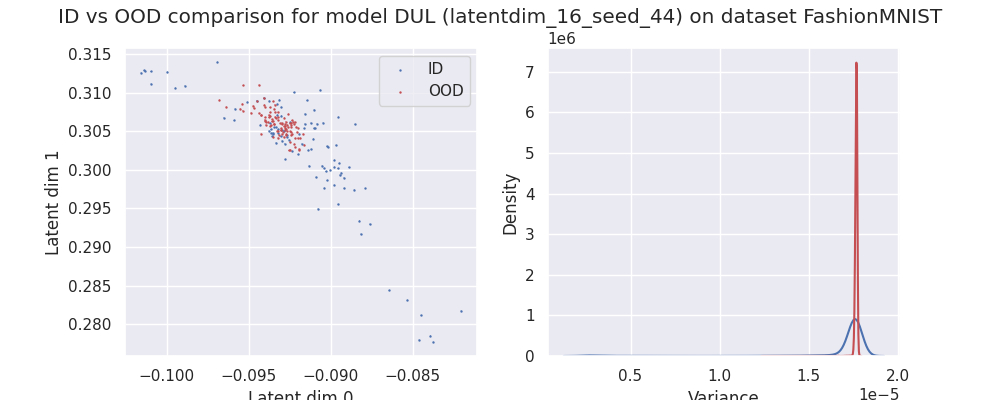 ID vs OOD comparison for model DUL (latentdim_16_seed_44) on dataset FashionMNIST
Latent dim 1
0.315
0.310
0.305
0.300
0.295
0.290
0.285
0.280
−0.100
−0.095
−0.090
−0.085
Latent dim 0
ID
OOD
1e6
Density
7
6
5
4
3
2
1
0
0.5
1.0
1.5
2.0
1e−5
Variance